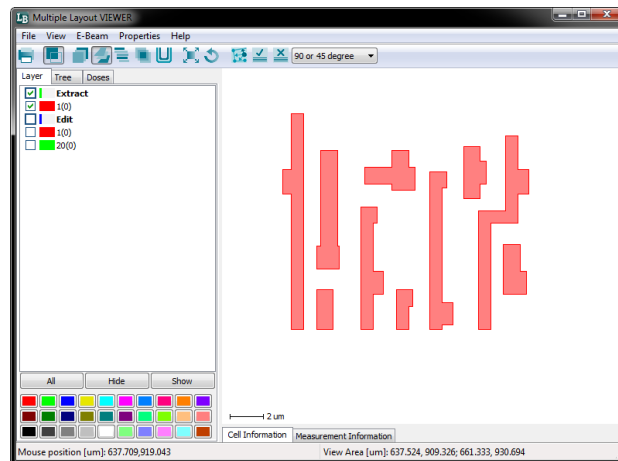 LB Multiple Layout VIEWER
File View E-Beam Properties Help
90 or 45 degree
Layer Tree Doses
Extract
1(0)
Edit
1(0)
20(0)
All Hide Show
2 um
Cell Information Measurement Information
Mouse position [um]: 637.709,919.043 View Area [um]: 637.524, 909.326; 661.333, 930.694